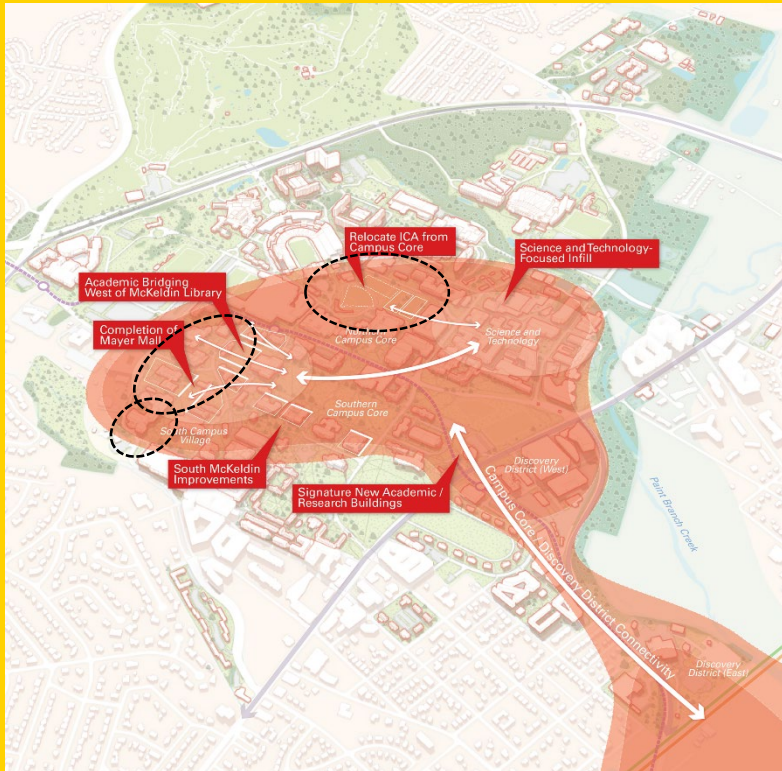 Relocate ICA from
Campus Core
Science and Technology-
Focused Infill
Academic Bridging
West of McKeldin Library
Completion of
Mayer Mall
Northern
Campus Core
Science and
Technology
Southern
Campus Core
South Campus
Village
South McKeldin
Improvements
Signature New Academic /
Research Buildings
Discovery
District (West)
Campus Core / Discovery District Connectivity
Paint Branch Creek
Discovery
District (East)